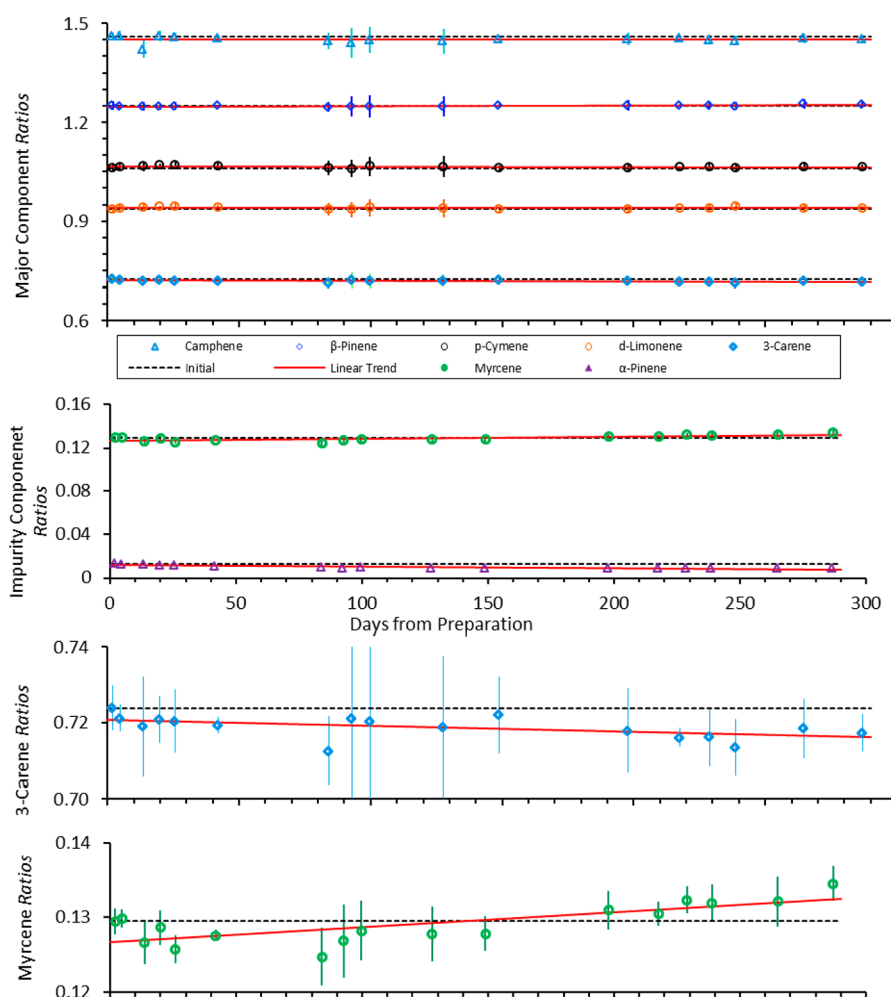 1.5
1.2
0.9
0.6
Major Component Ratios
Camphene β-Pinene p-Cymene d-Limonene 3-Carene
Initial Linear Trend Myrcene α-Pinene
0.16
0.12
0.08
0.04
0
Impurity Componenet
Ratios
0 50 100 150 200 250 300
Days from Preparation
0.74
0.72
0.70
3-Carene Ratios
0.14
0.13
0.12
Myrcene Ratios